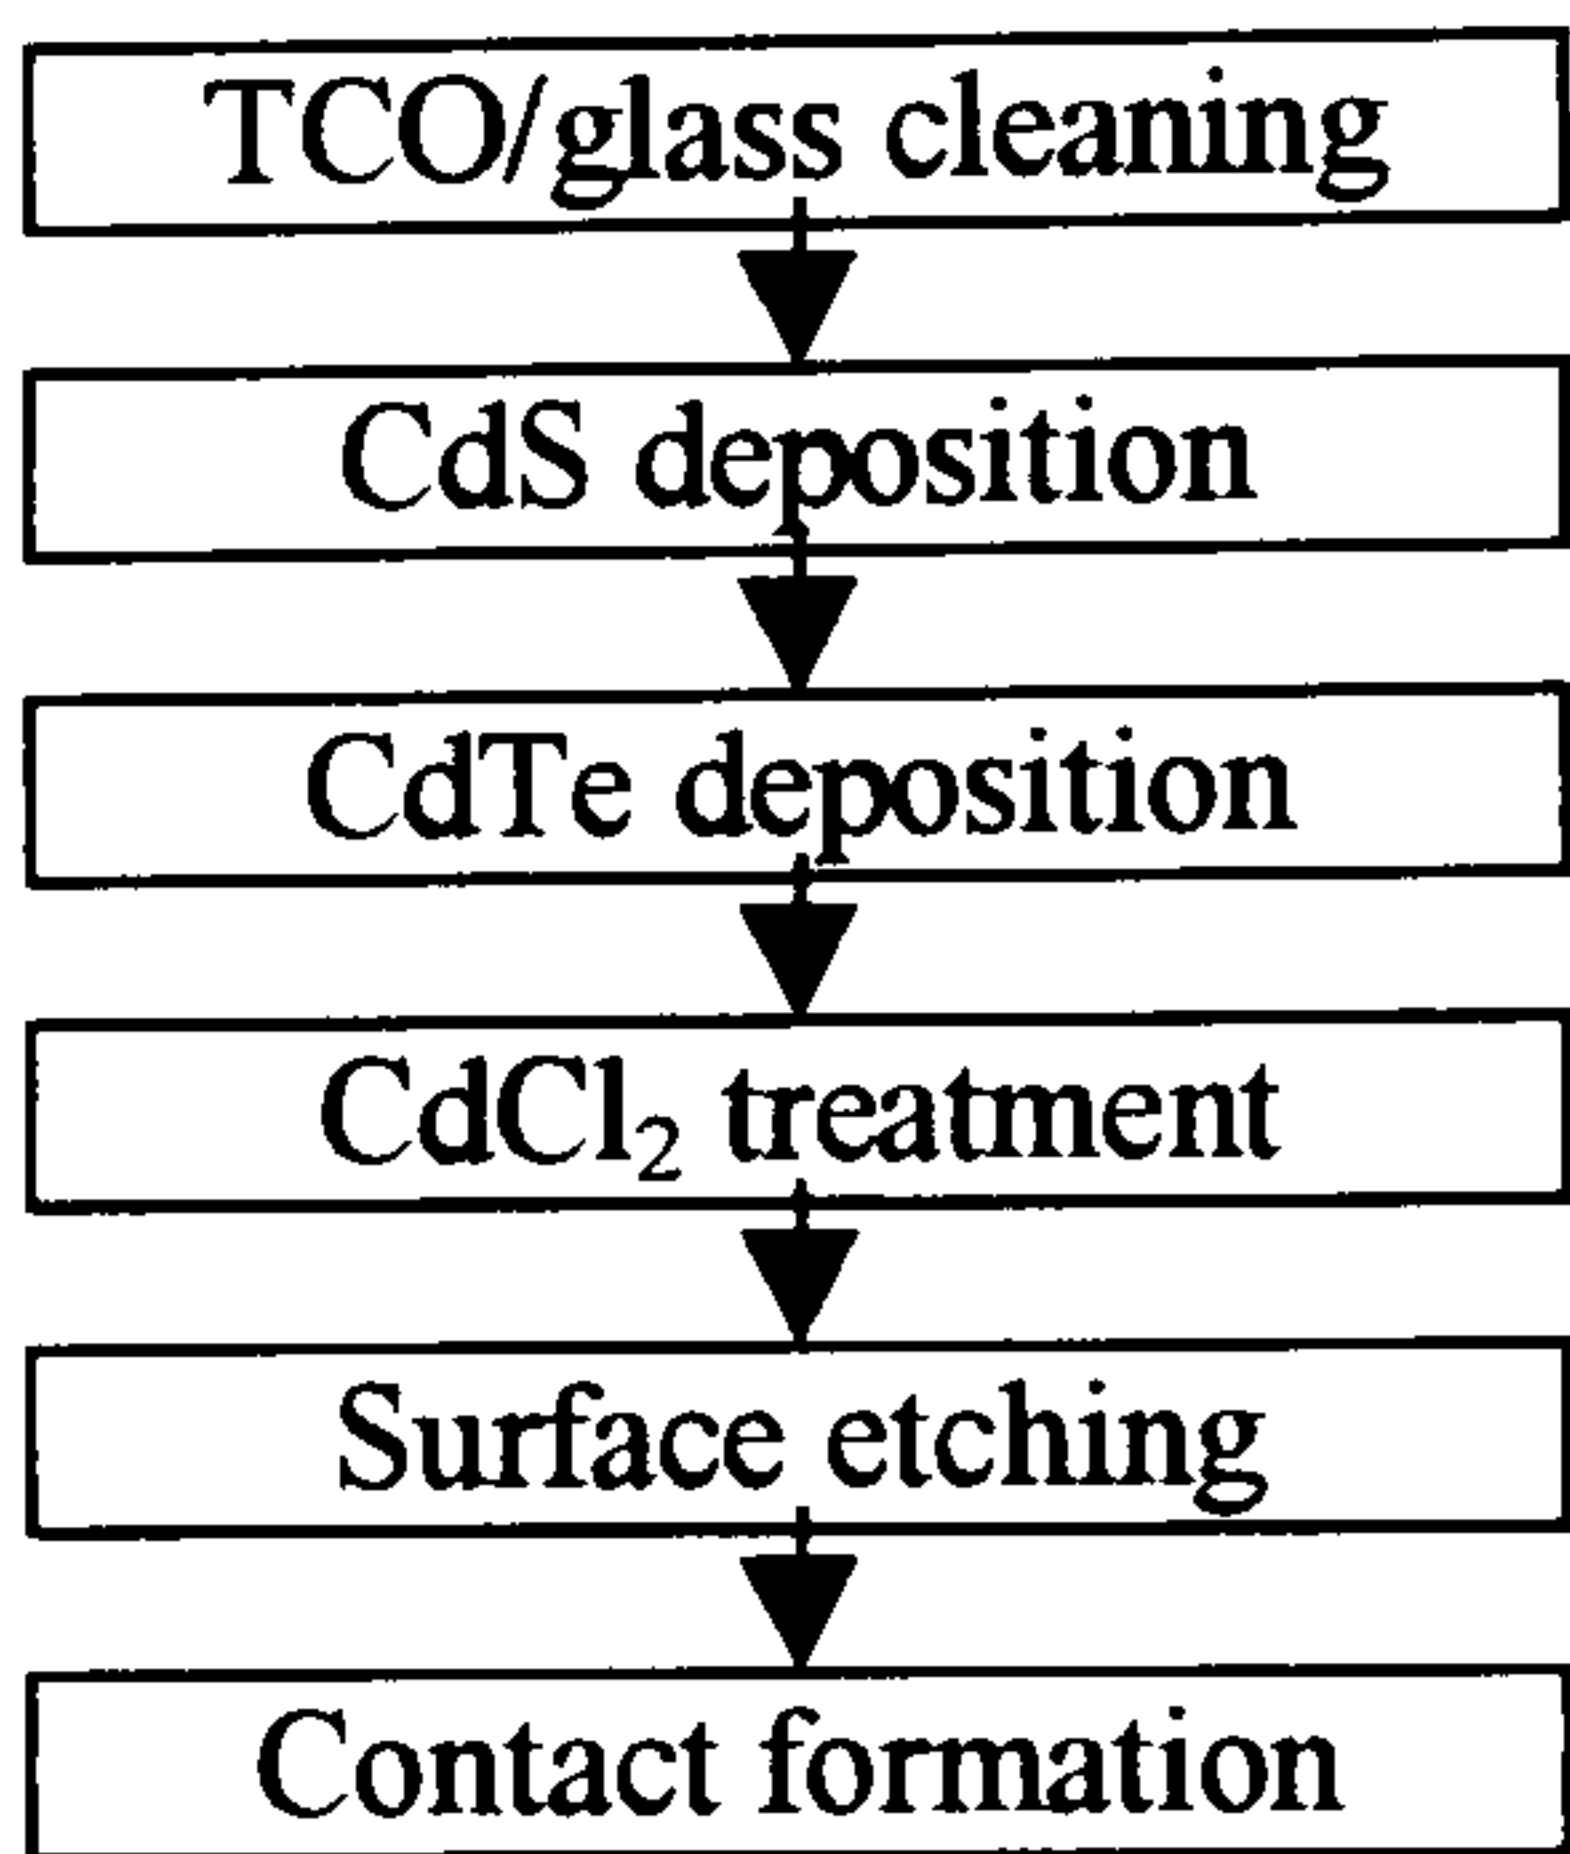 TCO/glass cleaning
CdS deposition
CdTe deposition
CdCl₂ treatment
Surface etching
Contact formation